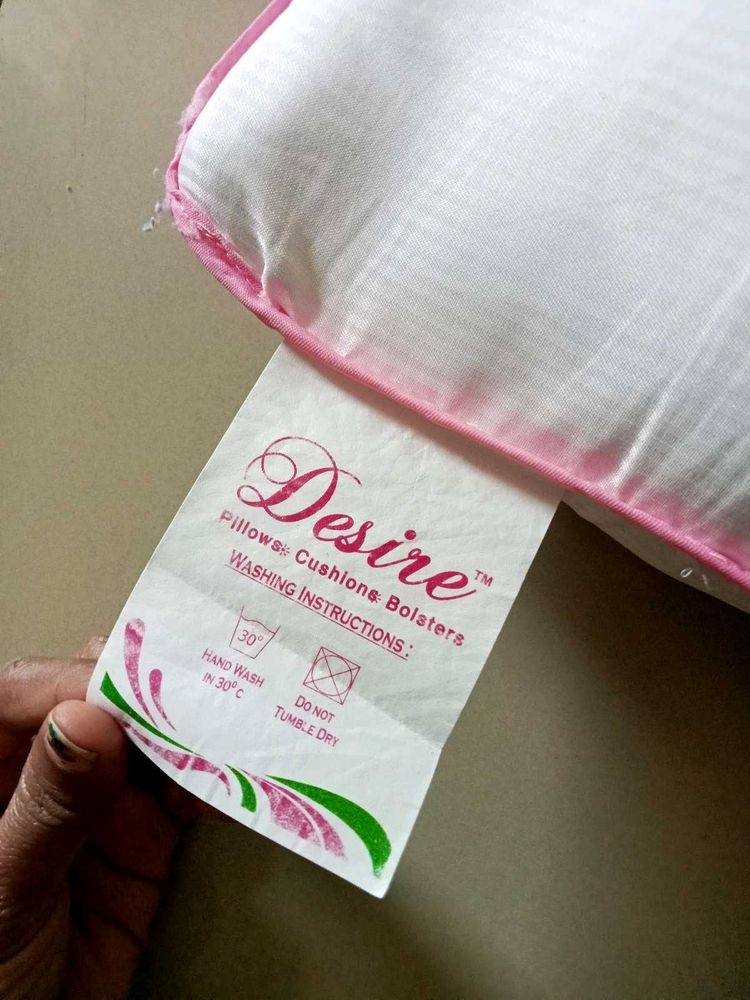 Desire™
Pillows* Cushions* Bolsters
WASHING INSTRUCTIONS:
30°
HAND WASH
IN 30°C
DO NOT
TUMBLE DRY